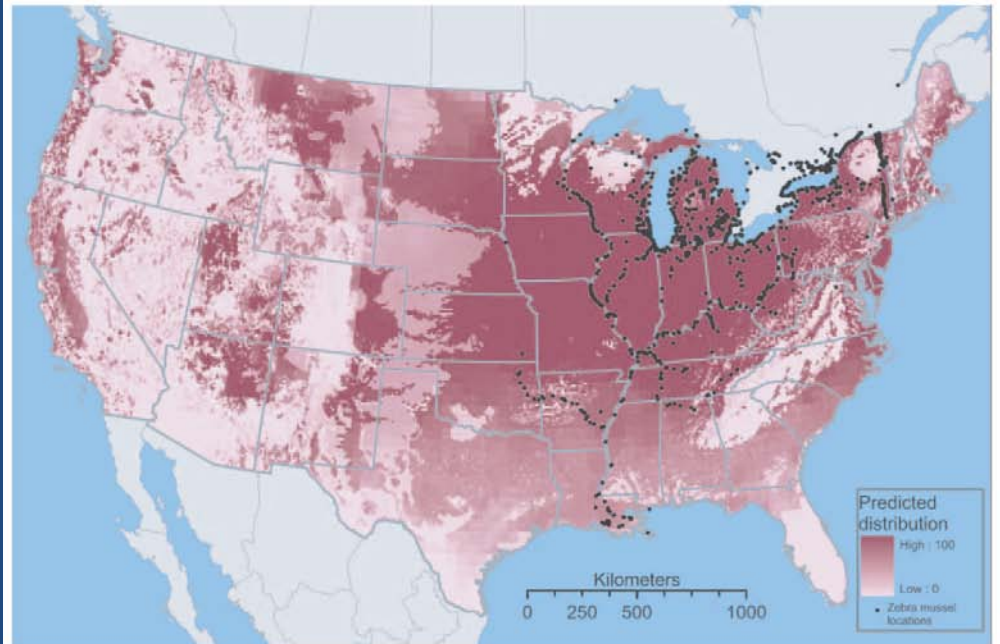 Predicted
distribution
High : 100
Low : 0
Zebra mussel
locations
Kilometers
0 250 500 1000